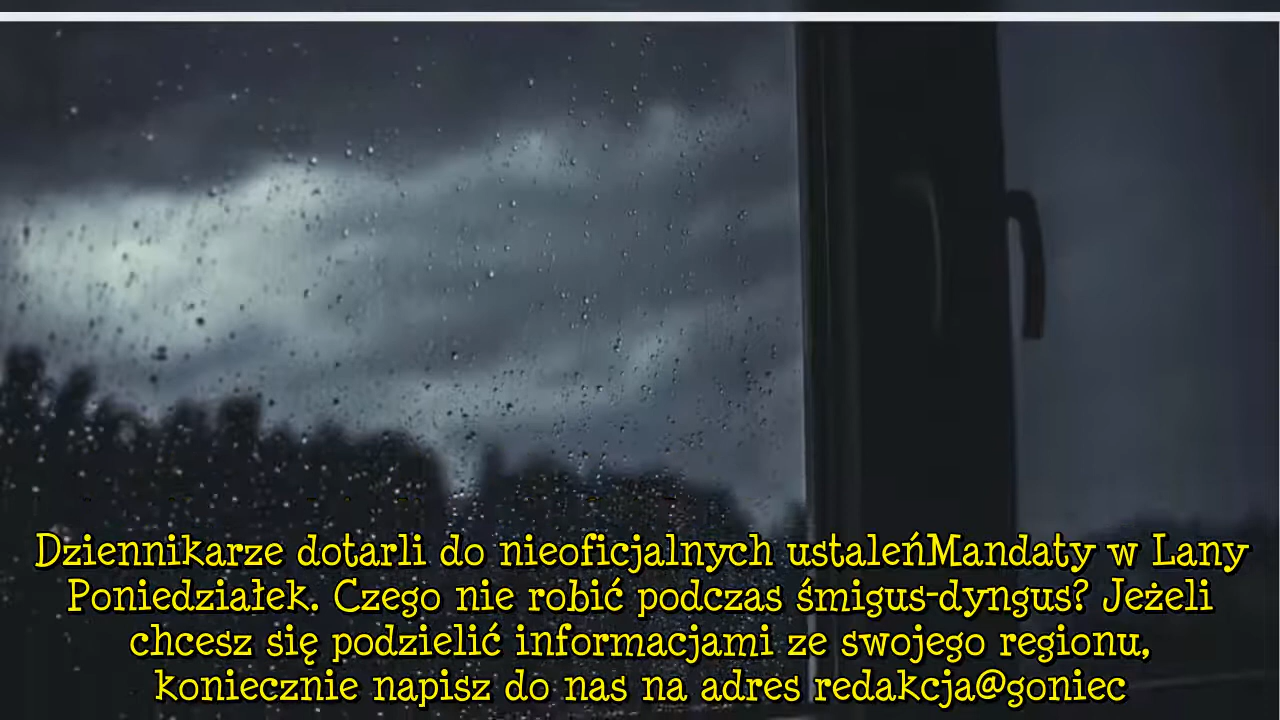 Dziennikarze dotarli do nieoficjalnych ustaleńMandaty w Lany
Poniedziałek. Czego nie robić podczas śmigus-dyngus? Jeżeli
chcesz się podzielić informacjami ze swojego regionu,
koniecznie napisz do nas na adres redakcja@goniec